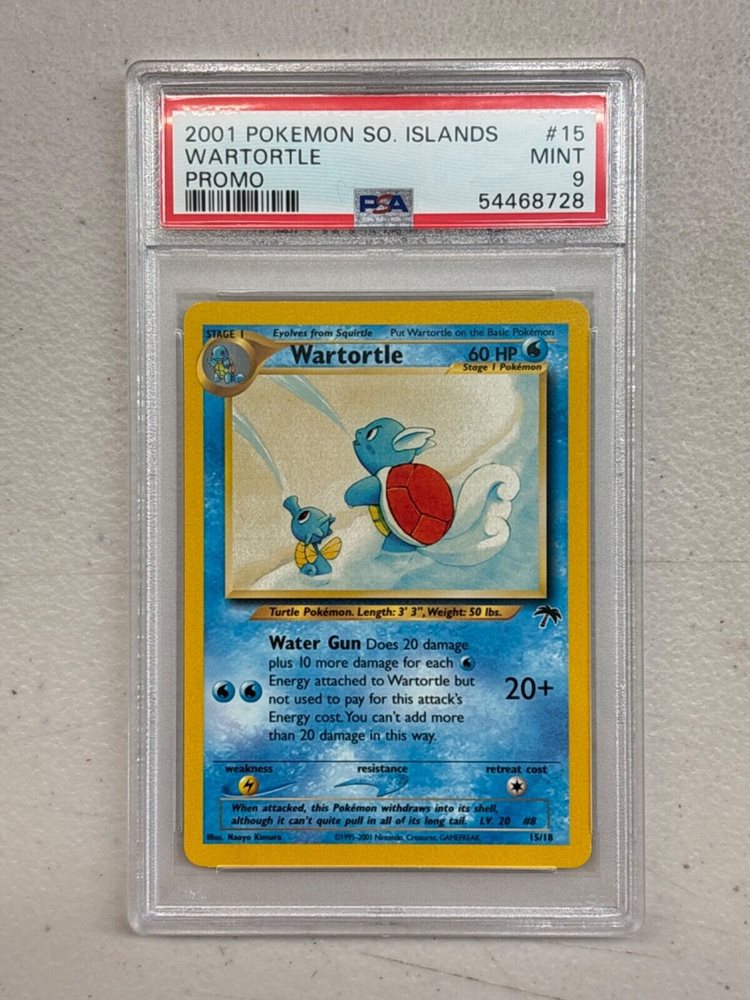 2001 POKEMON SO. ISLANDS #15
WARTORTLE MINT
PROMO 9
PSA 54468728
STAGE 1 Evolves from Squirtle Put Wartortle on the Basic Pokémon
Wartortle 60 HP
Stage 1 Pokémon
Turtle Pokémon. Length: 3' 3", Weight: 50 lbs.
Water Gun Does 20 damage
plus 10 more damage for each
Energy attached to Wartortle but
not used to pay for this attack's
Energy cost. You can't add more
than 20 damage in this way.
20+
weakness resistance retreat cost
When attacked, this Pokémon withdraws into its shell,
although it can't quite pull in all of its long tail. LV. 20 #8
Illus. Naoyo Kimura ©1995-2001 Nintendo, Creatures, GAMEFREAK. 15/18